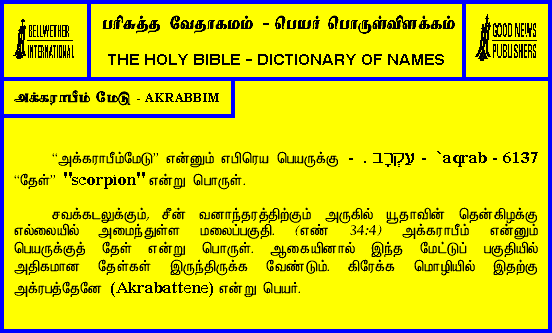 BELLWETHER
INTERNATIONAL
பரிசுத்த வேதாகமம் - பெயர் பொருள்விளக்கம்
THE HOLY BIBLE - DICTIONARY OF NAMES
GOOD NEWS
PUBLISHERS
அக்கராபீம் மேடு - AKRABBIM
“அக்கராபீம்மேடு” என்னும் எபிரெய பெயருக்கு - . עַקְרָב - `aqrab - 6137
“தேள்” "scorpion" என்று பொருள்.
சவக்கடலுக்கும், சீன் வனாந்தரத்திற்கும் அருகில் யூதாவின் தென்கிழக்கு
எல்லையில் அமைந்துள்ள மலைப்பகுதி. (எண் 34:4) அக்கராபீம் என்னும்
பெயருக்குத் தேள் என்று பொருள். ஆகையினால் இந்த மேட்டுப் பகுதியில்
அதிகமான தேள்கள் இருந்திருக்க வேண்டும். கிரேக்க மொழியில் இதற்கு
அக்ரபத்தேனே (Akrabattene) என்று பெயர்.